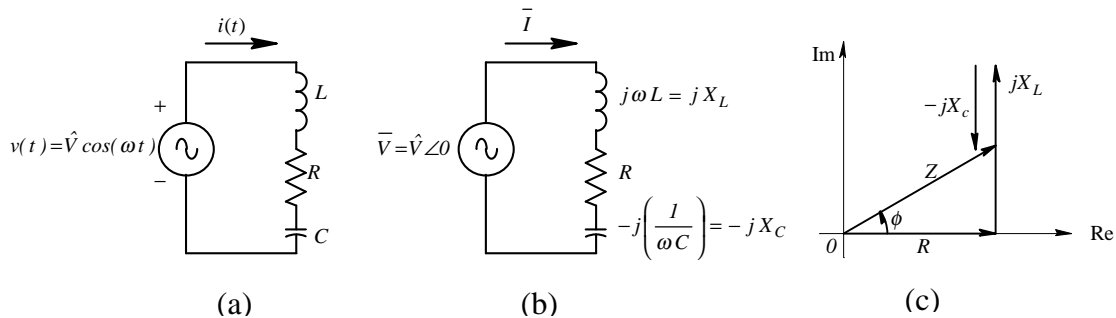 i(t)
+
v(t)=V̂ cos(ωt)
−
L
R
C
(a)
I̅
V̅=V̂∠0
jωL = jX_L
R
−j(1/ωC) = −jX_C
(b)
Im
−jX_c
jX_L
Z
ϕ
0
R
Re
(c)